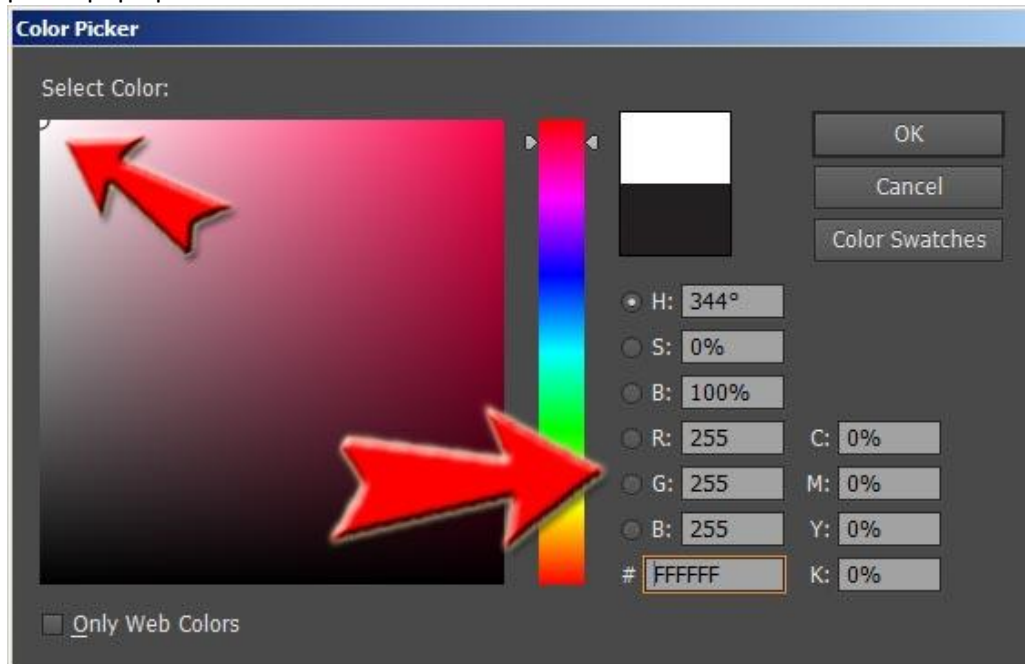 Color Picker
Select Color:
OK
Cancel
Color Swatches
H: 344°
S: 0%
B: 100%
R: 255 C: 0%
G: 255 M: 0%
B: 255 Y: 0%
# FFFFFF K: 0%
Only Web Colors